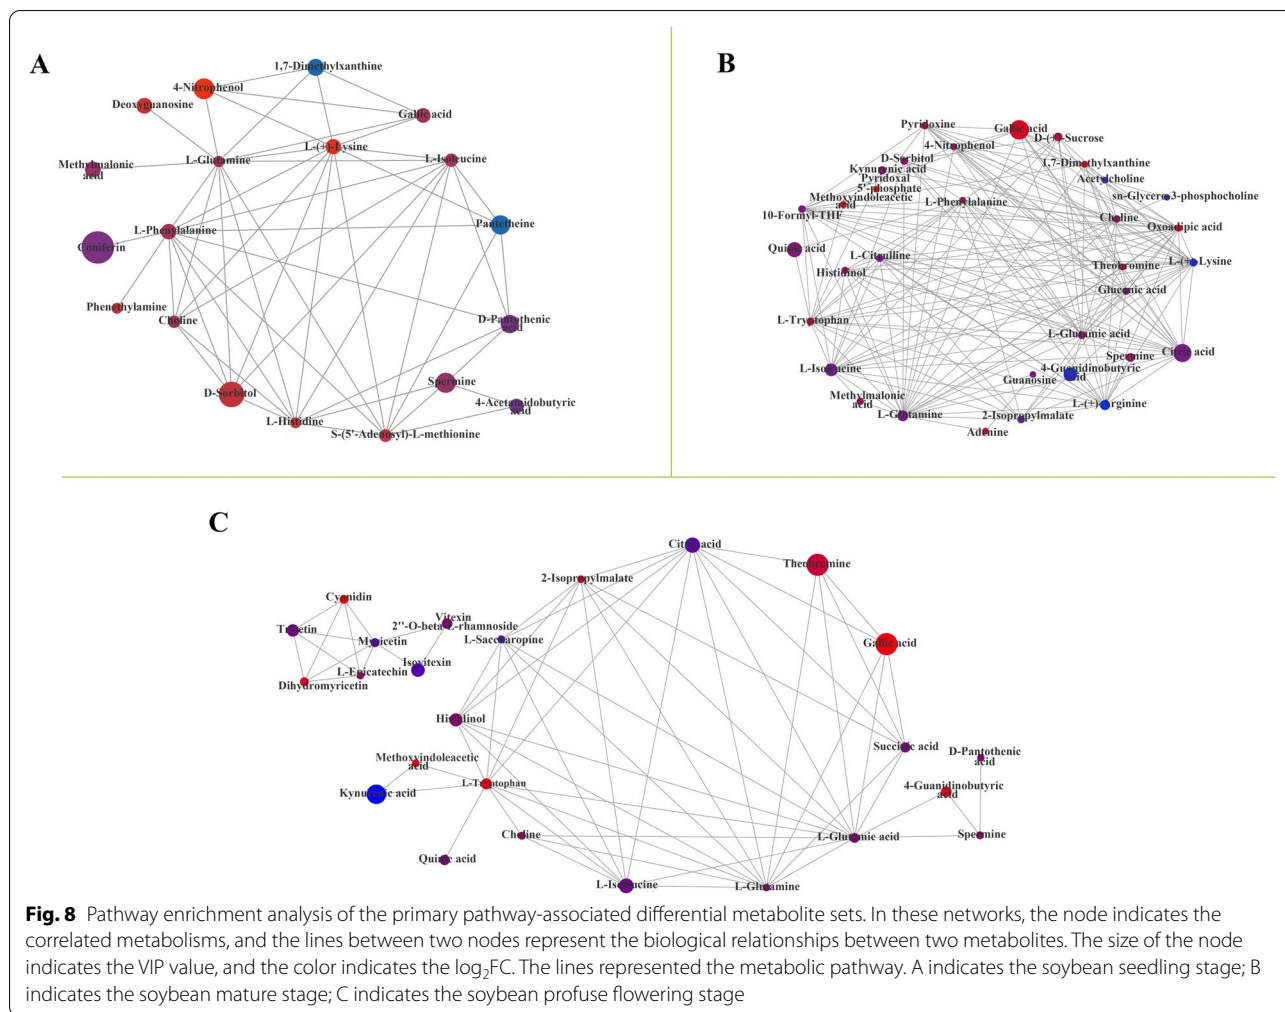 A
1,7-Dimethylxanthine
4-Nitrophenol
Deoxyguanosine
Gallic acid
L-(+)-Lysine
L-Glutamine
L-Isoleucine
Methylmalonic
acid
Pantetheine
L-Phenylalanine
Coniferin
Phenethylamine
Choline
D-Pantothenic
acid
Spermine
D-Sorbitol
4-Acetamidobutyric
acid
L-Histidine
S-(5'-Adenosyl)-L-methionine
B
Pyridoxine
Gallic acid
D-(+)-Sucrose
4-Nitrophenol
D-Sorbitol
1,7-Dimethylxanthine
Kynurenic acid
Acetylcholine
Pyridoxal
5'-phosphate
sn-Glycero-3-phosphocholine
Methoxyindoleacetic
acid
L-Phenylalanine
10-Formyl-THF
Choline
Oxoadipic acid
Quinic acid
L-Citrulline
L-(+)-Lysine
Histidinol
Theobromine
Gluconic acid
L-Tryptophan
L-Glutamic acid
Citric acid
Spermine
L-Isoleucine
4-Guanidinobutyric
acid
Guanosine
Methylmalonic
acid
L-(+)-Arginine
L-Glutamine
2-Isopropylmalate
Adenine
C
Citric acid
Theobromine
2-Isopropylmalate
Cyanidin
Vitexin
2''-O-beta-L-rhamnoside
Tricetin
Myricetin
L-Saccharopine
Gallic acid
Isovitexin
L-Epicatechin
Dihydromyricetin
Histidinol
Succinic acid
D-Pantothenic
acid
Methoxyindoleacetic
acid
L-Tryptophan
4-Guanidinobutyric
acid
Kynurenic acid
Choline
L-Glutamic acid
Spermine
Quinic acid
L-Isoleucine
L-Glutamine
Fig. 8 Pathway enrichment analysis of the primary pathway-associated differential metabolite sets. In these networks, the node indicates the
correlated metabolisms, and the lines between two nodes represent the biological relationships between two metabolites. The size of the node
indicates the VIP value, and the color indicates the log₂FC. The lines represented the metabolic pathway. A indicates the soybean seedling stage; B
indicates the soybean mature stage; C indicates the soybean profuse flowering stage